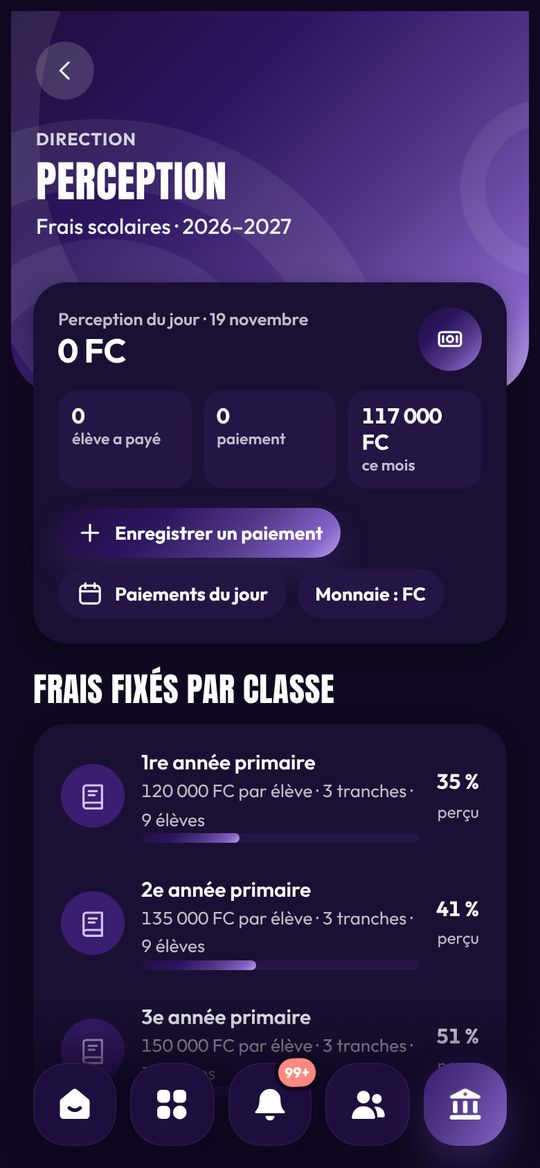 DIRECTION
PERCEPTION
Frais scolaires · 2026–2027
Perception du jour · 19 novembre
0 FC
0
élève a payé
0
paiement
117 000
FC
ce mois
Enregistrer un paiement
Paiements du jour
Monnaie : FC
FRAIS FIXÉS PAR CLASSE
1re année primaire
120 000 FC par élève · 3 tranches ·
9 élèves
35 %
perçu
2e année primaire
135 000 FC par élève · 3 tranches ·
9 élèves
41 %
perçu
3e année primaire
150 000 FC par élève · 3 tranches ·
51 %
99+